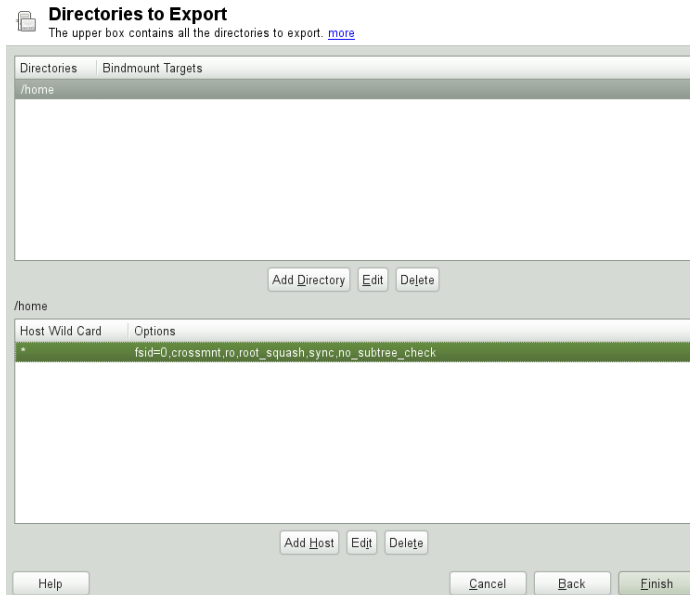 Directories to Export
The upper box contains all the directories to export. more
Directories Bindmount Targets
/home
Add Directory Edit Delete
/home
Host Wild Card Options
* fsid=0,crossmnt,ro,root_squash,sync,no_subtree_check
Add Host Edit Delete
Help Cancel Back Finish